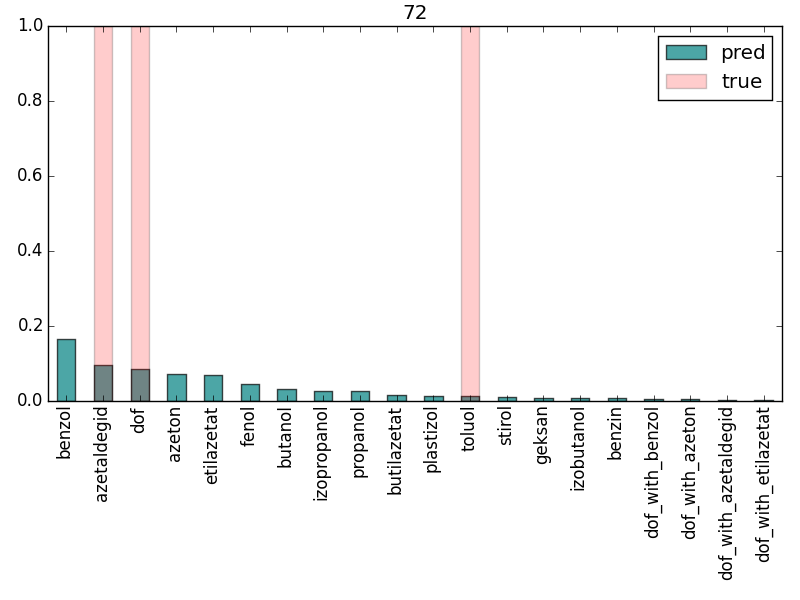 72
1.0
0.8
0.6
0.4
0.2
0.0
pred
true
benzol
azetaldegid
dof
azeton
etilazetat
fenol
butanol
izopropanol
propanol
butilazetat
plastizol
toluol
stirol
geksan
izobutanol
benzin
dof_with_benzol
dof_with_azeton
dof_with_azetaldegid
dof_with_etilazetat